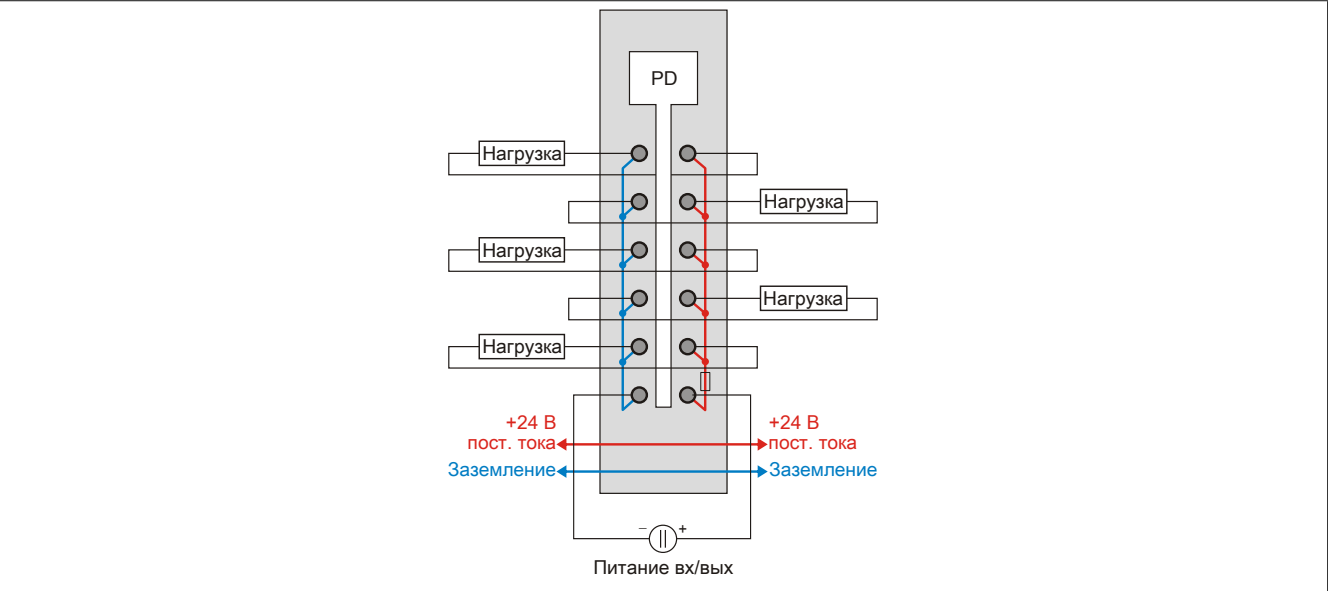 PD
Нагрузка
Нагрузка
Нагрузка
Нагрузка
Нагрузка
+24 В
пост. тока
+24 В
пост. тока
Заземление
Заземление
– +
Питание вх/вых